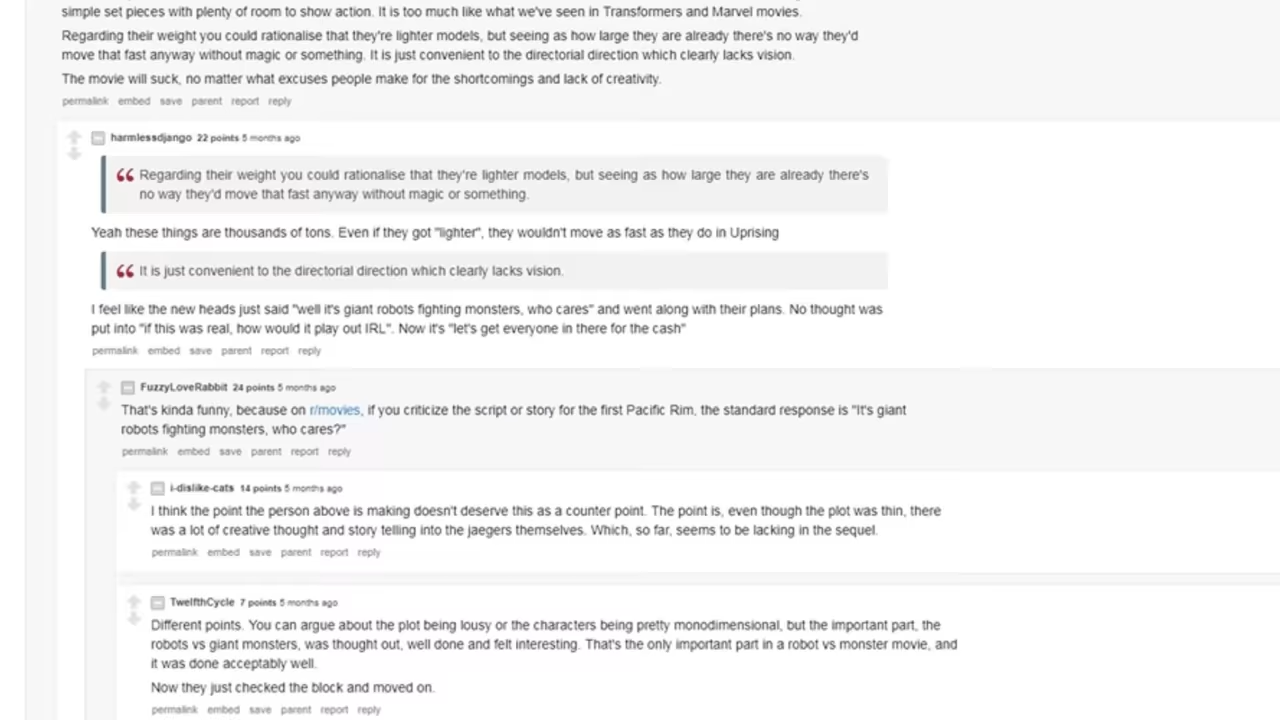 simple set pieces with plenty of room to show action. It is too much like what we've seen in Transformers and Marvel movies.
Regarding their weight you could rationalise that they're lighter models, but seeing as how large they are already there's no way they'd
move that fast anyway without magic or something. It is just convenient to the directorial direction which clearly lacks vision.
The movie will suck, no matter what excuses people make for the shortcomings and lack of creativity.
permalink embed save parent report reply
harmlessdjango 22 points 5 months ago
“ Regarding their weight you could rationalise that they're lighter models, but seeing as how large they are already there's
no way they'd move that fast anyway without magic or something.
Yeah these things are thousands of tons. Even if they got "lighter", they wouldn't move as fast as they do in Uprising
“ It is just convenient to the directorial direction which clearly lacks vision.
I feel like the new heads just said "well it's giant robots fighting monsters, who cares" and went along with their plans. No thought was
put into "if this was real, how would it play out IRL". Now it's "let's get everyone in there for the cash"
permalink embed save parent report reply
FuzzyLoveRabbit 24 points 5 months ago
That's kinda funny, because on r/movies, if you criticize the script or story for the first Pacific Rim, the standard response is "It's giant
robots fighting monsters, who cares?"
permalink embed save parent report reply
i-dislike-cats 14 points 5 months ago
I think the point the person above is making doesn't deserve this as a counter point. The point is, even though the plot was thin, there
was a lot of creative thought and story telling into the jaegers themselves. Which, so far, seems to be lacking in the sequel.
permalink embed save parent report reply
TwelfthCycle 7 points 5 months ago
Different points. You can argue about the plot being lousy or the characters being pretty monodimensional, but the important part, the
robots vs giant monsters, was thought out, well done and felt interesting. That's the only important part in a robot vs monster movie, and
it was done acceptably well.
Now they just checked the block and moved on.
permalink embed save parent report reply